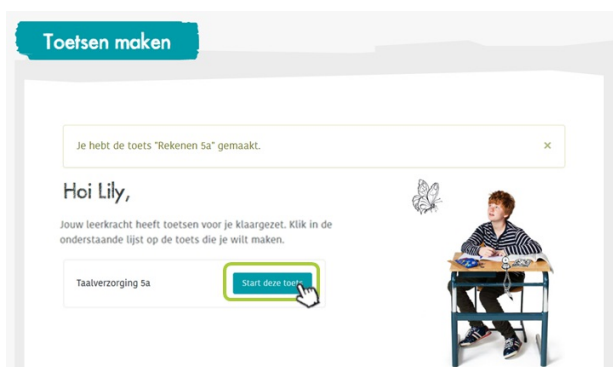 Toetsen maken
Je hebt de toets "Rekenen 5a" gemaakt. ×
Hoi Lily,
Jouw leerkracht heeft toetsen voor je klaargezet. Klik in de
onderstaande lijst op de toets die je wilt maken.
Taalverzorging 5a Start deze toets